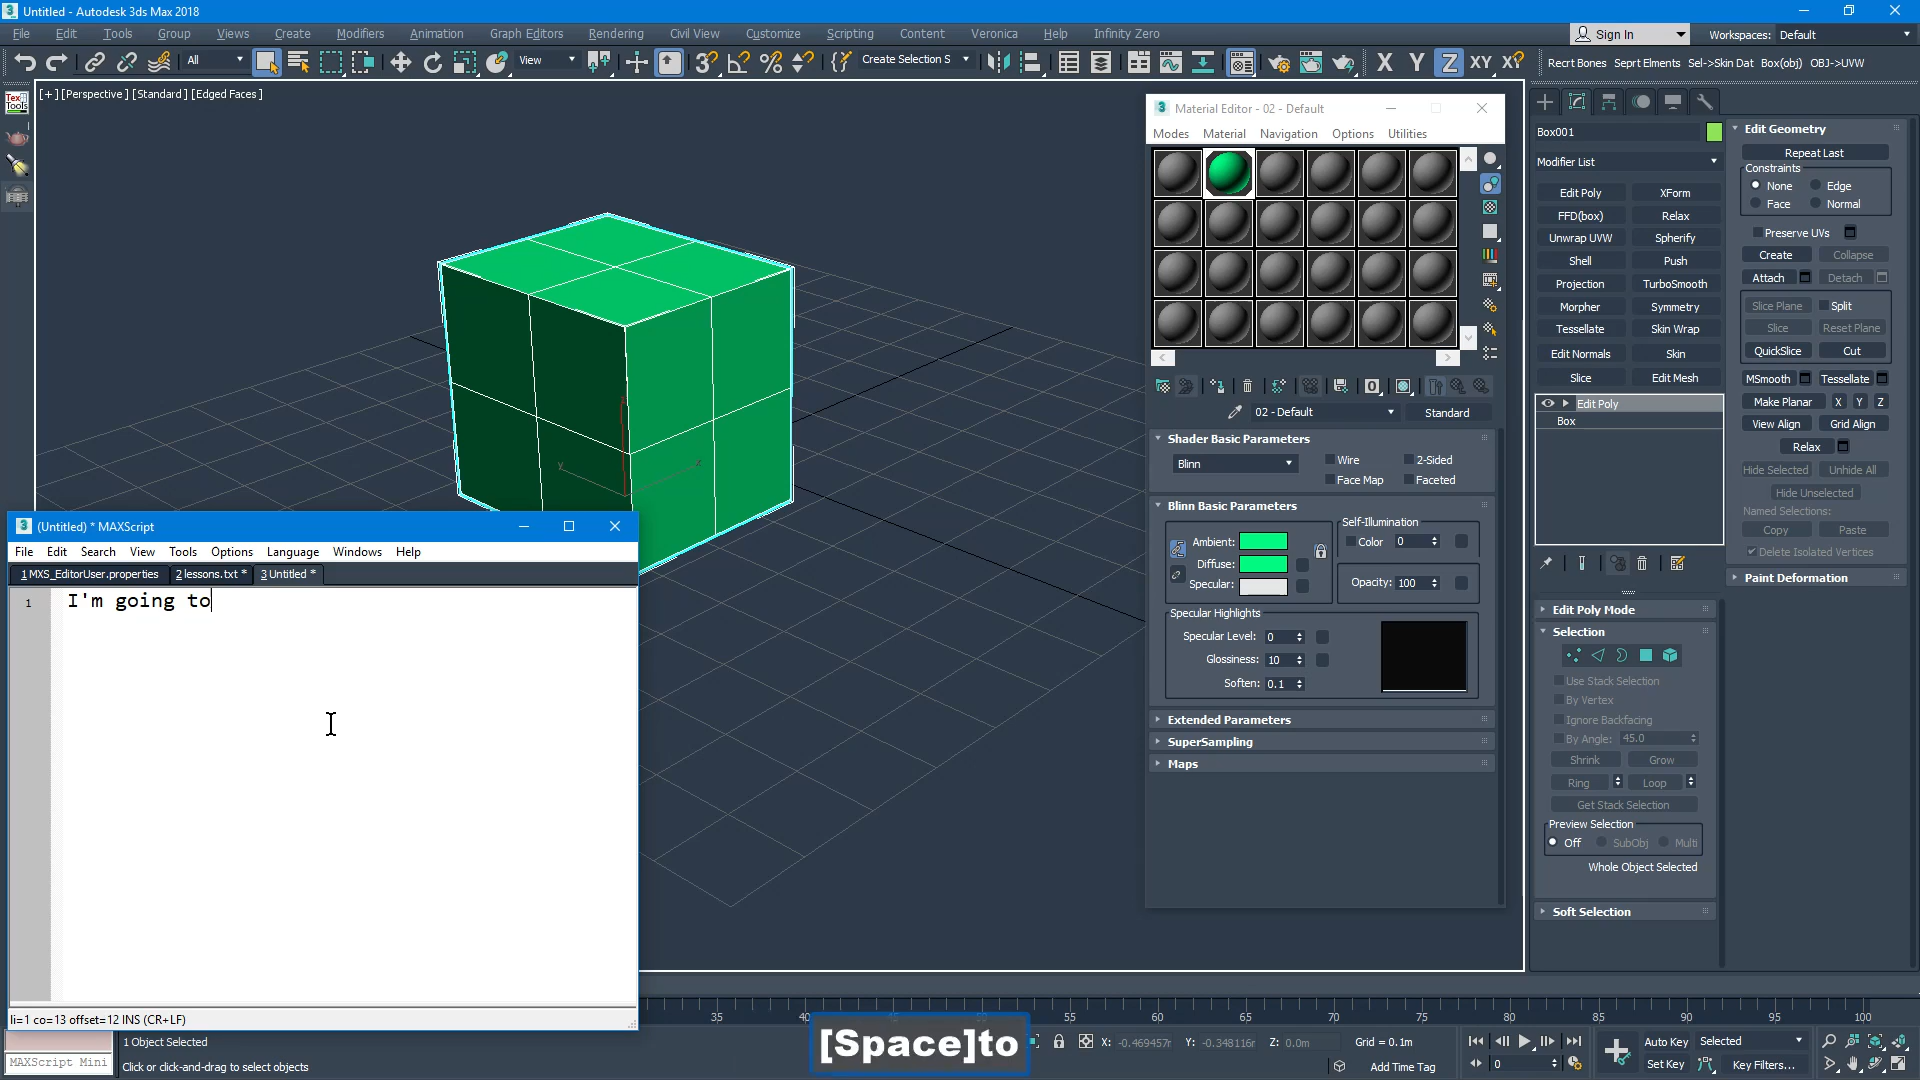 Untitled - Autodesk 3ds Max 2018
File Edit Tools Group Views Create Modifiers Animation Graph Editors Rendering Civil View Customize Scripting Content Veronica Help Infinity Zero
Sign In
Workspaces: Default
All
View
Create Selection S
X Y Z XY
Recrt Bones Seprt Elments Sel->Skin Dat Box(obj) OBJ->UVW
[+] [Perspective] [Standard] [Edged Faces]
Material Editor - 02 - Default
Modes Material Navigation Options Utilities
02 - Default
Standard
Shader Basic Parameters
Blinn
Wire 2-Sided
Face Map Faceted
Blinn Basic Parameters
Self-Illumination
Ambient:
Color 0
Diffuse:
Specular:
Opacity: 100
Specular Highlights
Specular Level: 0
Glossiness: 10
Soften: 0.1
Extended Parameters
SuperSampling
Maps
Box001
Modifier List
Edit Poly XForm
FFD(box) Relax
Unwrap UVW Spherify
Shell Push
Projection TurboSmooth
Morpher Symmetry
Tessellate Skin Wrap
Edit Normals Skin
Slice Edit Mesh
Edit Poly
Box
Edit Poly Mode
Selection
Use Stack Selection
By Vertex
Ignore Backfacing
By Angle: 45.0
Shrink Grow
Ring Loop
Get Stack Selection
Preview Selection
Off SubObj Multi
Whole Object Selected
Soft Selection
Edit Geometry
Repeat Last
Constraints
None Edge
Face Normal
Preserve UVs
Create Collapse
Attach Detach
Slice Plane Split
Slice Reset Plane
QuickSlice Cut
MSmooth Tessellate
Make Planar X Y Z
View Align Grid Align
Relax
Hide Selected Unhide All
Hide Unselected
Named Selections:
Copy Paste
Delete Isolated Vertices
Paint Deformation
(Untitled) * MAXScript
File Edit Search View Tools Options Language Windows Help
1 MXS_EditorUser.properties 2 lessons.txt * 3 Untitled *
1 I'm going to
li=1 co=13 offset=12 INS (CR+LF)
35 40 50 55 60 65 70 75 80 85 90 95 100
MAXScript Mini
1 Object Selected
Click or click-and-drag to select objects
[Space]to
X: -0.469457m Y: -0.348116m Z: 0.0m
Grid = 0.1m
Add Time Tag
0
Auto Key Selected
Set Key Key Filters...